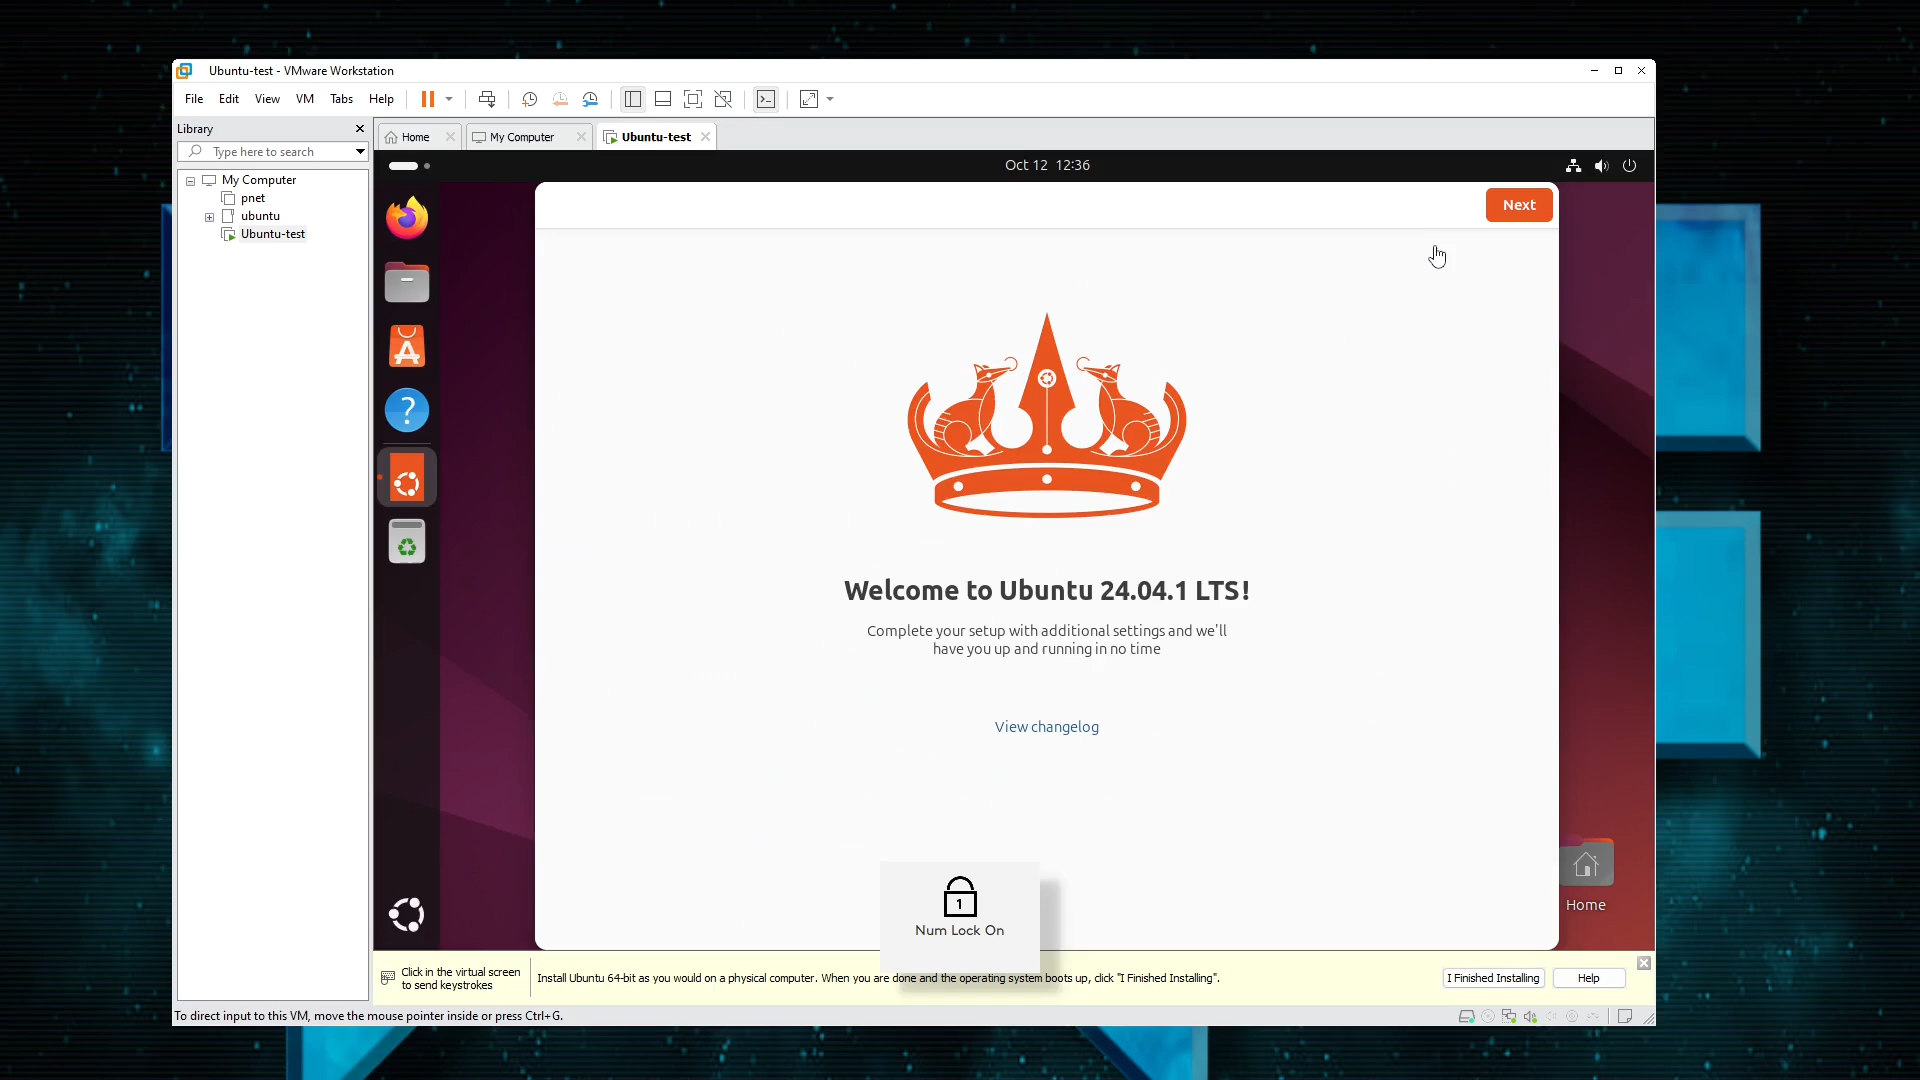 Ubuntu-test - VMware Workstation
File Edit View VM Tabs Help
Library
Home
My Computer
Ubuntu-test
Type here to search
Oct 12 12:36
My Computer
pnet
ubuntu
Ubuntu-test
Next
Welcome to Ubuntu 24.04.1 LTS!
Complete your setup with additional settings and we'll
have you up and running in no time
View changelog
Home
1
Num Lock On
Click in the virtual screen
to send keystrokes
Install Ubuntu 64-bit as you would on a physical computer. When you are done and the operating system boots up, click "I Finished Installing".
I Finished Installing
Help
To direct input to this VM, move the mouse pointer inside or press Ctrl+G.